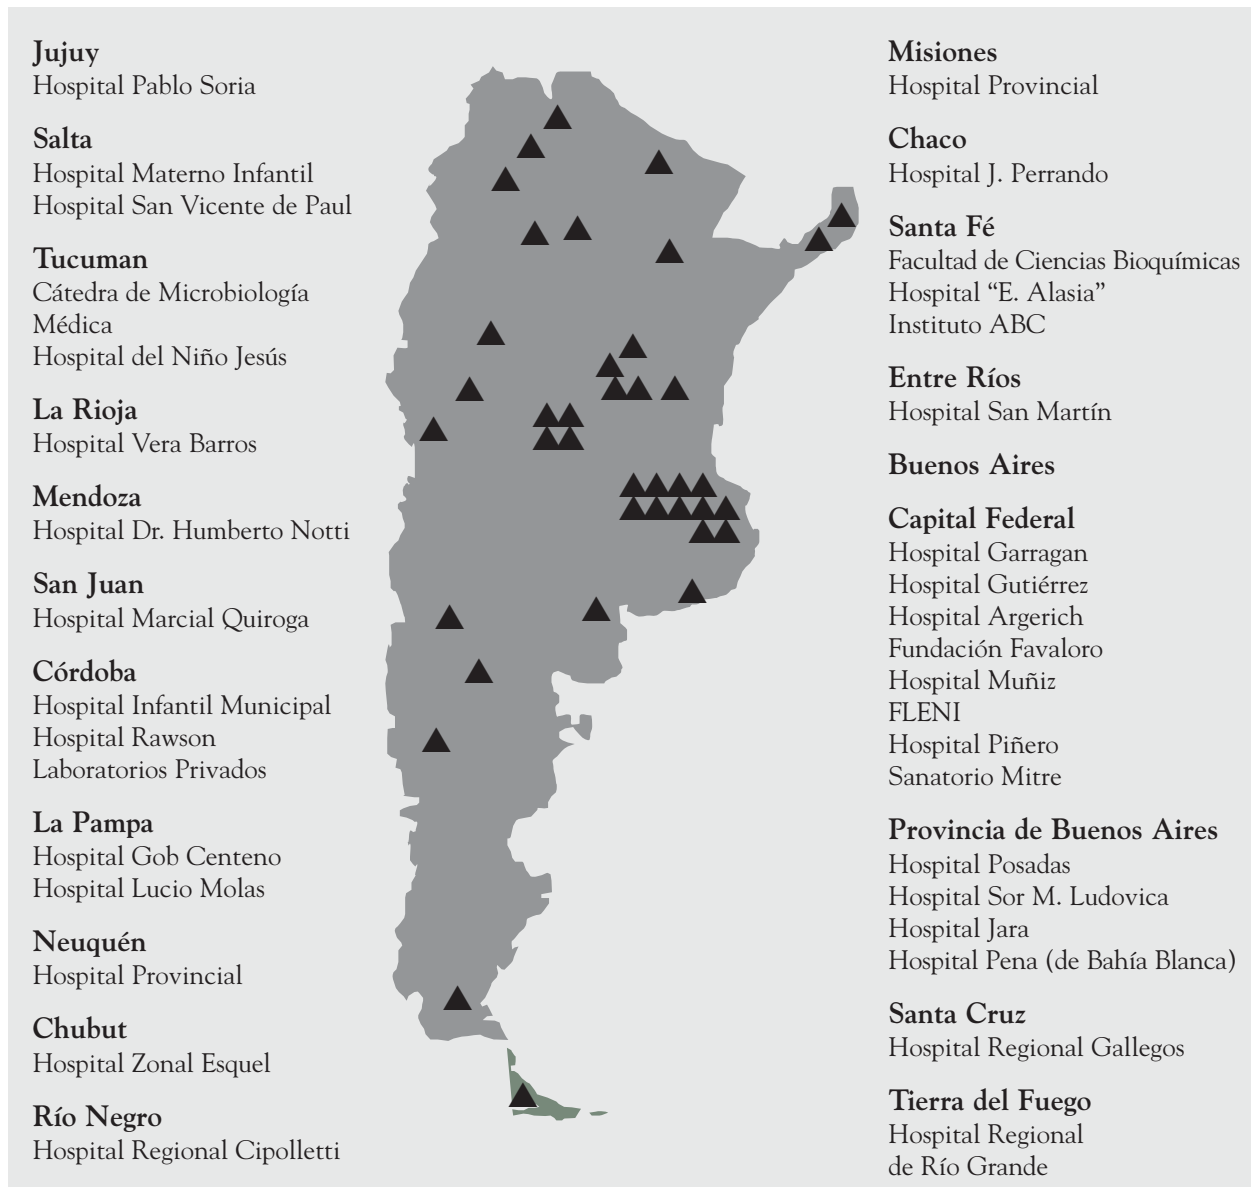 Jujuy
Hospital Pablo Soria
Salta
Hospital Materno Infantil
Hospital San Vicente de Paul
Tucuman
Cátedra de Microbiología
Médica
Hospital del Niño Jesús
La Rioja
Hospital Vera Barros
Mendoza
Hospital Dr. Humberto Notti
San Juan
Hospital Marcial Quiroga
Córdoba
Hospital Infantil Municipal
Hospital Rawson
Laboratorios Privados
La Pampa
Hospital Gob Centeno
Hospital Lucio Molas
Neuquén
Hospital Provincial
Chubut
Hospital Zonal Esquel
Río Negro
Hospital Regional Cipolletti
Misiones
Hospital Provincial
Chaco
Hospital J. Perrando
Santa Fé
Facultad de Ciencias Bioquímicas
Hospital “E. Alasia”
Instituto ABC
Entre Ríos
Hospital San Martín
Buenos Aires
Capital Federal
Hospital Garragan
Hospital Gutiérrez
Hospital Argerich
Fundación Favaloro
Hospital Muñiz
FLENI
Hospital Piñero
Sanatorio Mitre
Provincia de Buenos Aires
Hospital Posadas
Hospital Sor M. Ludovica
Hospital Jara
Hospital Pena (de Bahía Blanca)
Santa Cruz
Hospital Regional Gallegos
Tierra del Fuego
Hospital Regional
de Río Grande